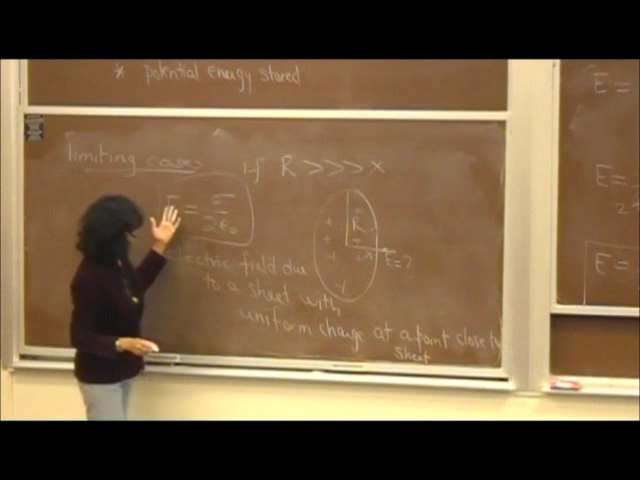 * potential energy stored
limiting cases if R >>> x
E = σ/2ε₀
+ R
+ +
+ + x E = ?
electric field due
to a sheet with
uniform charge at a point close
sheet
E =
E =
E =